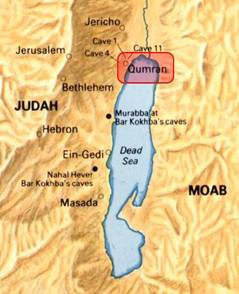 Jericho
Cave 1
Cave 11
Jerusalem
Cave 4
Qumran
Bethlehem
JUDAH
Murabba'at
Bar Kokhba's caves
Hebron
Dead
Sea
Ein-Gedi
Nahal Hever
Bar Kokhba's caves
MOAB
Masada